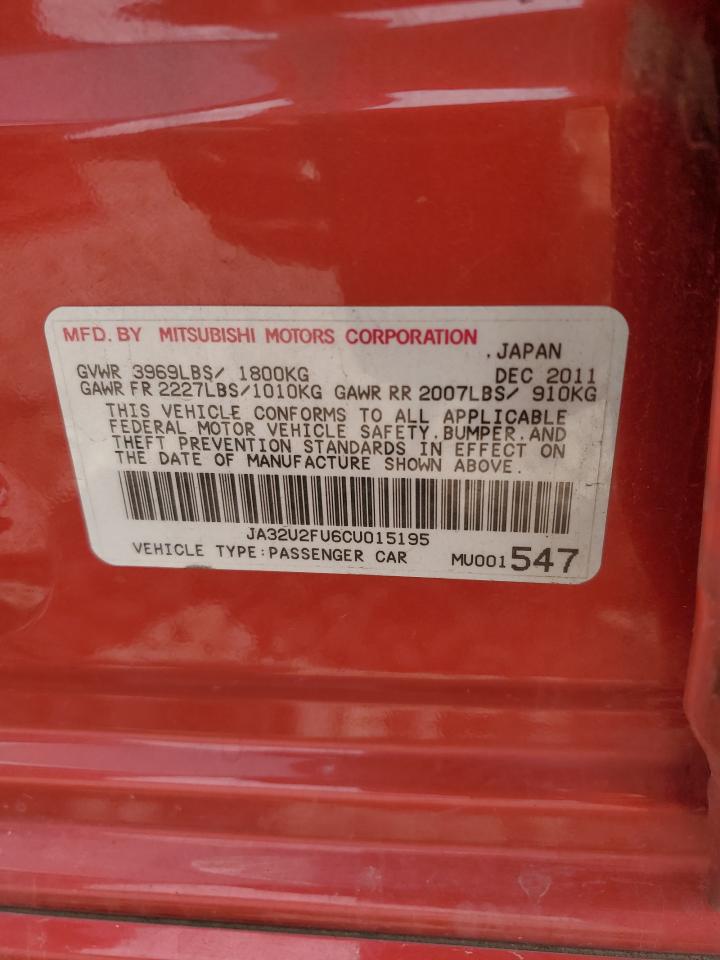 MFD. BY MITSUBISHI MOTORS CORPORATION
.JAPAN
GVWR 3969LBS/ 1800KG DEC 2011
GAWR FR 2227LBS/1010KG GAWR RR 2007LBS/ 910KG
THIS VEHICLE CONFORMS TO ALL APPLICABLE
FEDERAL MOTOR VEHICLE SAFETY,BUMPER,AND
THEFT PREVENTION STANDARDS IN EFFECT ON
THE DATE OF MANUFACTURE SHOWN ABOVE.
JA32U2FU6CU015195
VEHICLE TYPE:PASSENGER CAR MU001547